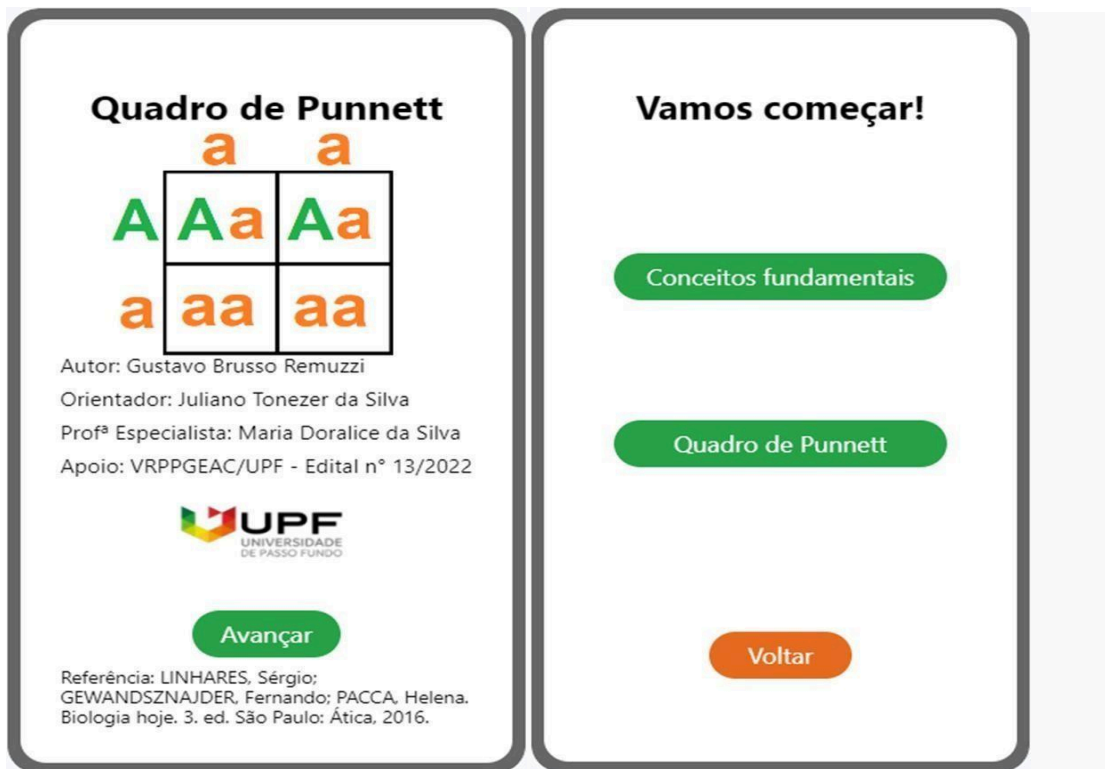 Quadro de Punnett
a a
A Aa Aa
a aa aa
Autor: Gustavo Brusso Remuzzi
Orientador: Juliano Tonezer da Silva
Profª Especialista: Maria Doralice da Silva
Apoio: VRPPGEAC/UPF - Edital n° 13/2022
UPF
UNIVERSIDADE
DE PASSO FUNDO
Avançar
Referência: LINHARES, Sérgio;
GEWANDSZNAJDER, Fernando; PACCA, Helena.
Biologia hoje. 3. ed. São Paulo: Ática, 2016.
Vamos começar!
Conceitos fundamentais
Quadro de Punnett
Voltar